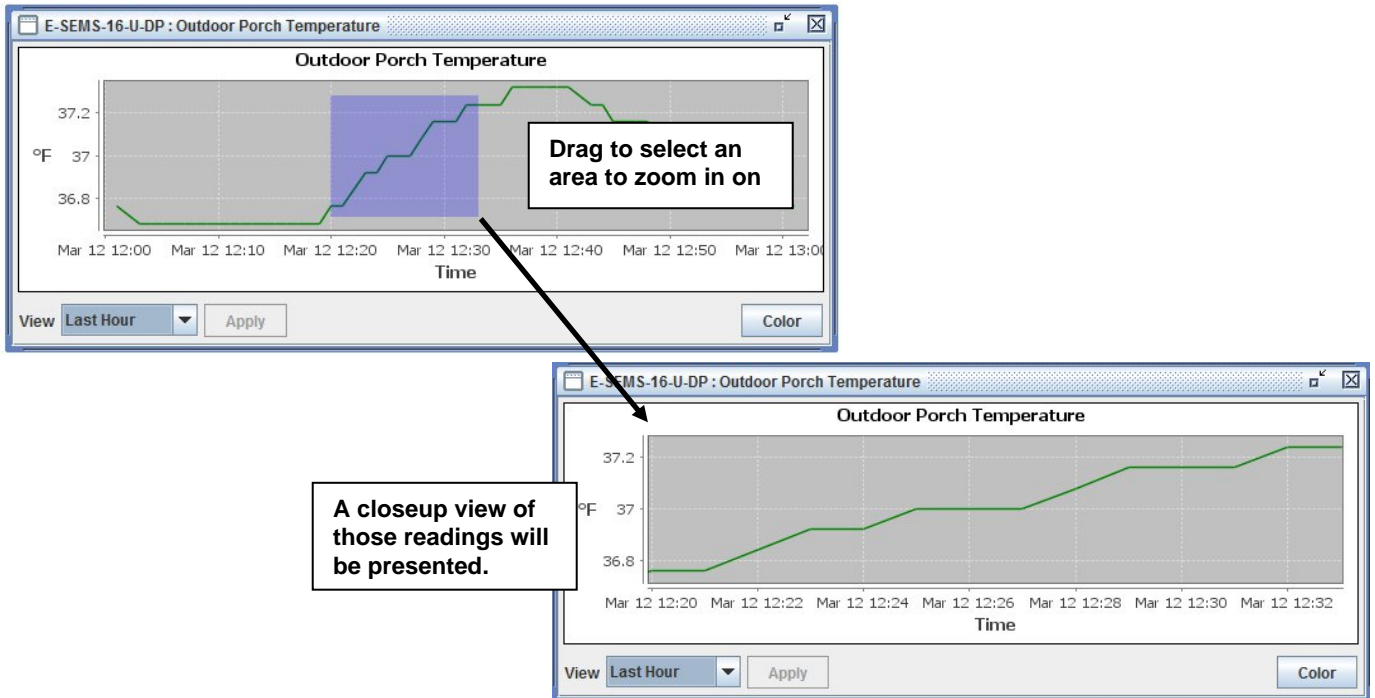 E-SEMS-16-U-DP : Outdoor Porch Temperature
Outdoor Porch Temperature
37.2
°F 37
36.8
Mar 12 12:00 Mar 12 12:10 Mar 12 12:20 Mar 12 12:30 Mar 12 12:40 Mar 12 12:50 Mar 12 13:00
Time
Drag to select an
area to zoom in on
View Last Hour Apply Color
E-SEMS-16-U-DP : Outdoor Porch Temperature
Outdoor Porch Temperature
37.2
°F 37
36.8
Mar 12 12:20 Mar 12 12:22 Mar 12 12:24 Mar 12 12:26 Mar 12 12:28 Mar 12 12:30 Mar 12 12:32
Time
A closeup view of
those readings will
be presented.
View Last Hour Apply Color